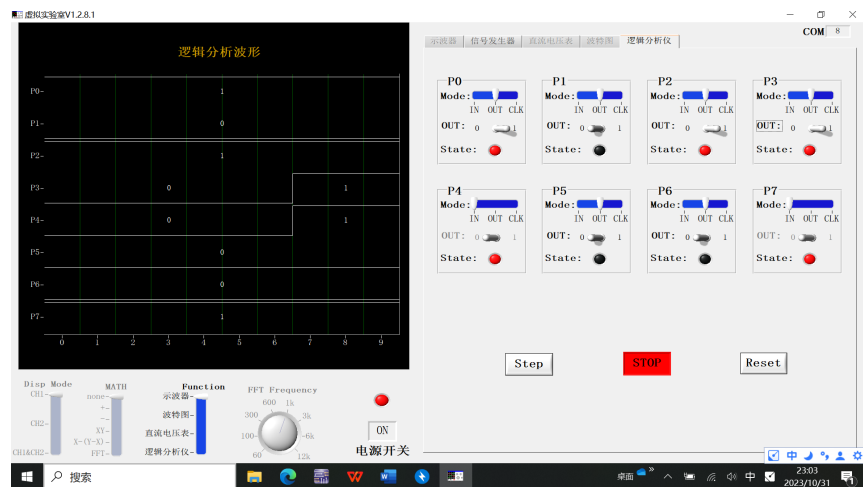 虚拟实验室V1.2.8.1
COM 8
示波器 信号发生器 直流电压表 波特图 逻辑分析仪
逻辑分析波形
P0- 1
P1- 0
P2- 1
P3- 0 1
P4- 0 1
P5- 0
P6- 0
P7- 1
0 1 2 3 4 5 6 7 8 9
P0 P1 P2 P3
Mode: Mode: Mode: Mode:
IN OUT CLK IN OUT CLK IN OUT CLK IN OUT CLK
OUT: 0 1 OUT: 0 1 OUT: 0 1 OUT: 0 1
State: State: State: State:
P4 P5 P6 P7
Mode: Mode: Mode: Mode:
IN OUT CLK IN OUT CLK IN OUT CLK IN OUT CLK
OUT: 0 1 OUT: 0 1 OUT: 0 1 OUT: 0 1
State: State: State: State:
Step STOP Reset
Disp Mode
CH1-
CH2-
CH1&CH2-
MATH
none-
+-
--
XY-
X-(Y-X)-
FFT-
Function
示波器-
波特图-
直流电压表-
逻辑分析仪-
FFT Frequency
600 1k
300 3k
100- -6k
60 12k
ON
电源开关
搜索
桌面 » 中
23:03
2023/10/31
中